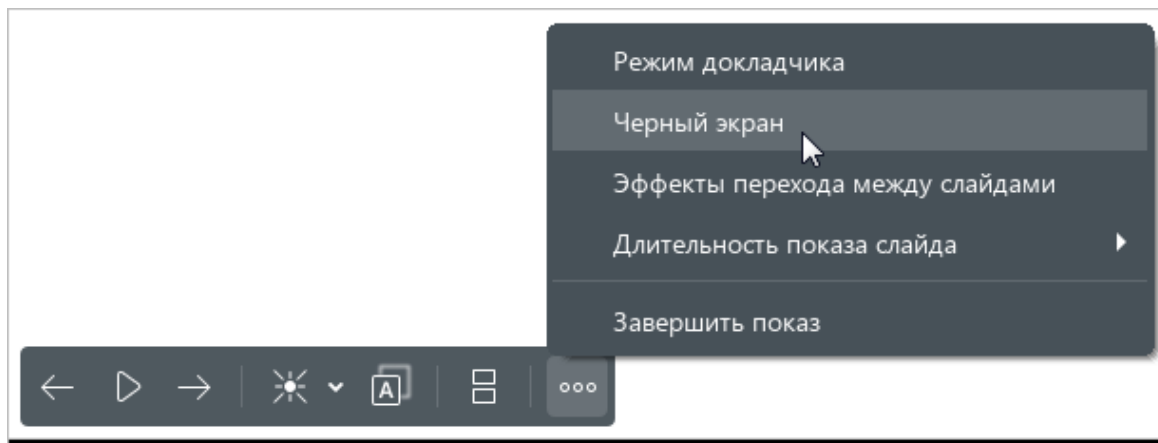 Режим докладчика
Черный экран
Эффекты перехода между слайдами
Длительность показа слайда
Завершить показ
A